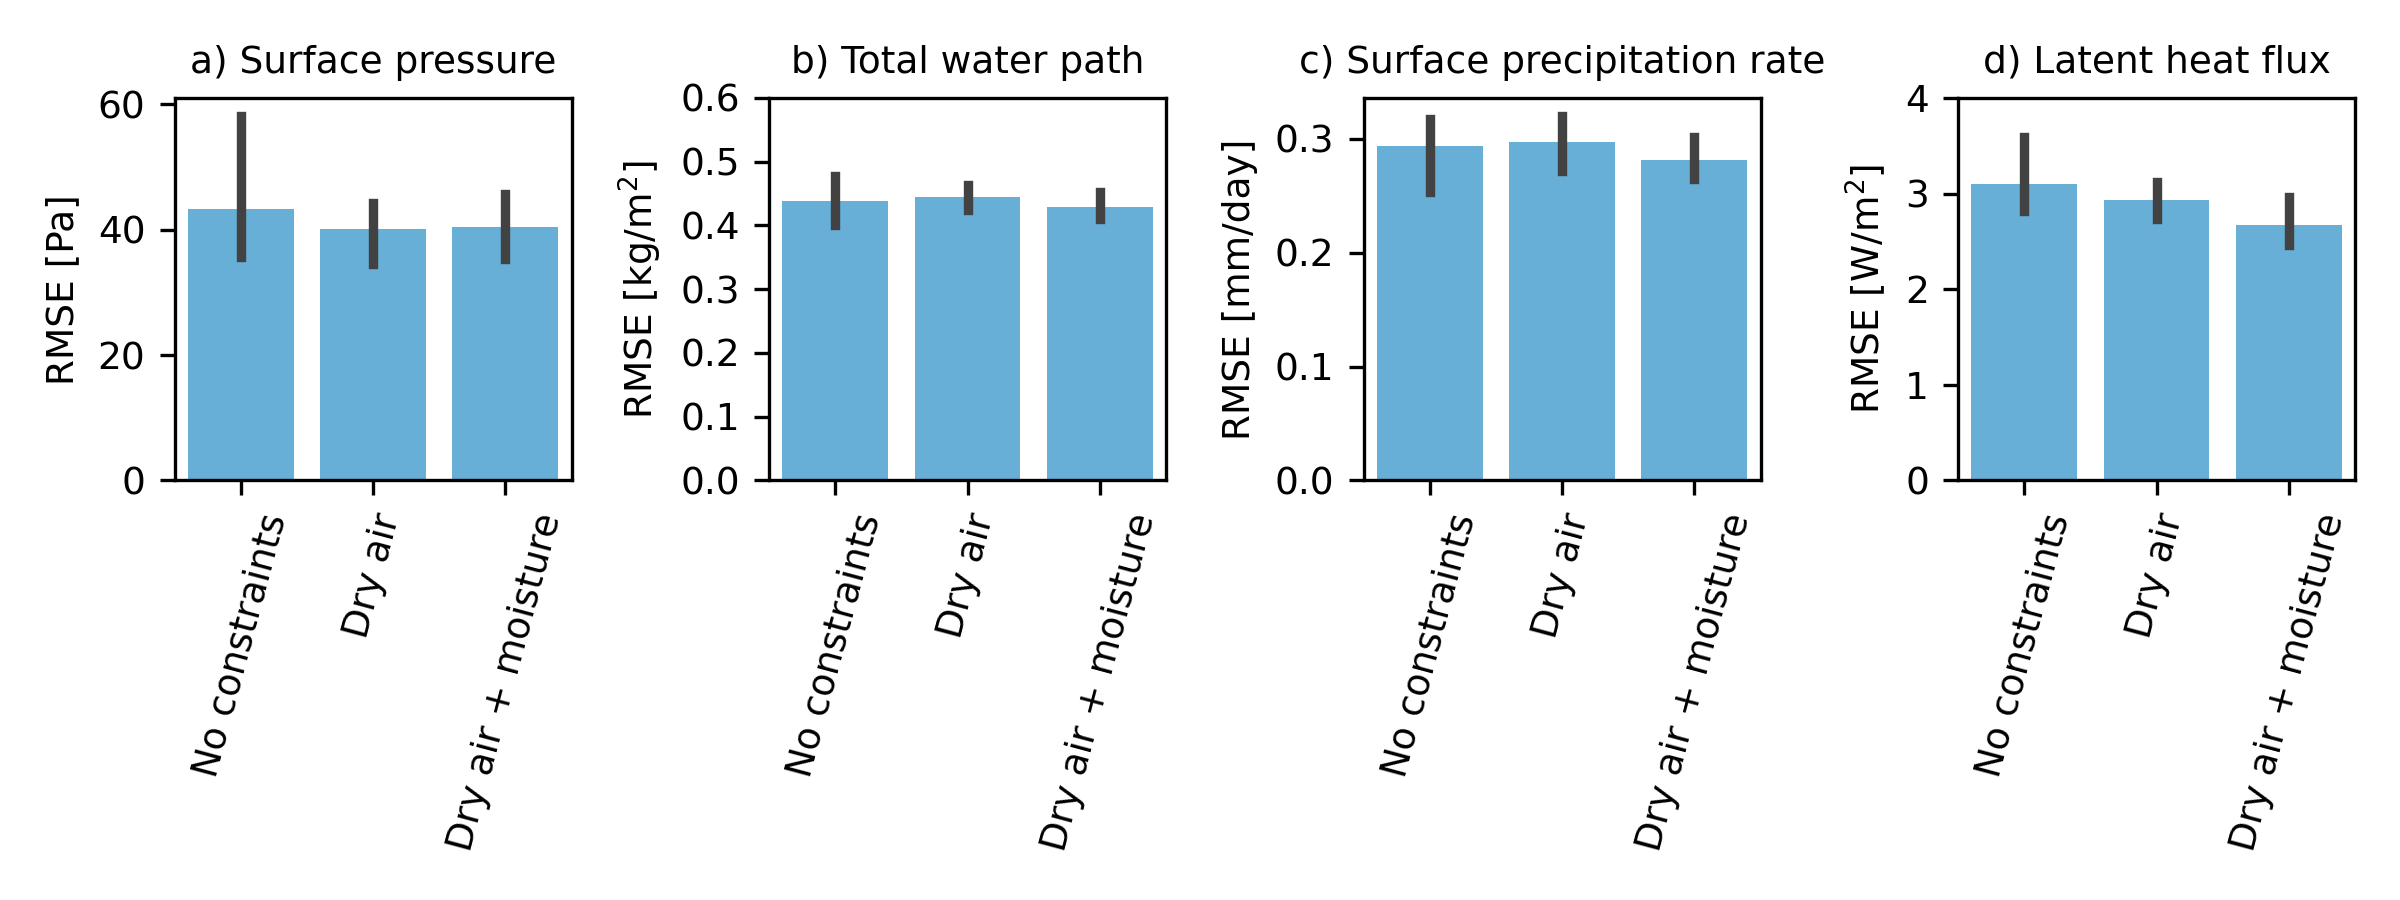 a) Surface pressure
RMSE [Pa]
60
40
20
0
No constraints
Dry air
Dry air + moisture
b) Total water path
RMSE [kg/m²]
0.6
0.5
0.4
0.3
0.2
0.1
0.0
No constraints
Dry air
Dry air + moisture
c) Surface precipitation rate
RMSE [mm/day]
0.3
0.2
0.1
0.0
No constraints
Dry air
Dry air + moisture
d) Latent heat flux
RMSE [W/m²]
4
3
2
1
0
No constraints
Dry air
Dry air + moisture